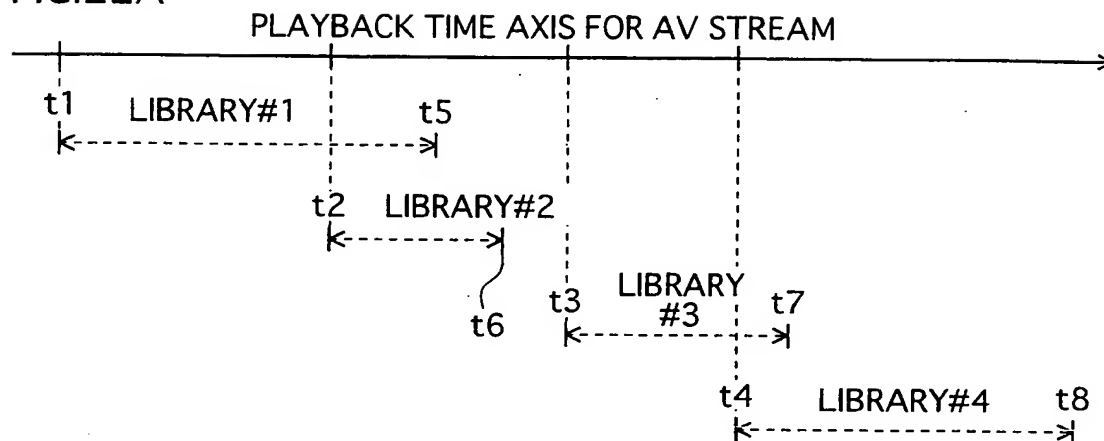 PLAYBACK TIME AXIS FOR AV STREAM
t1 LIBRARY#1 t5
t2 LIBRARY#2
t6
t3 LIBRARY
#3 t7
t4 LIBRARY#4 t8